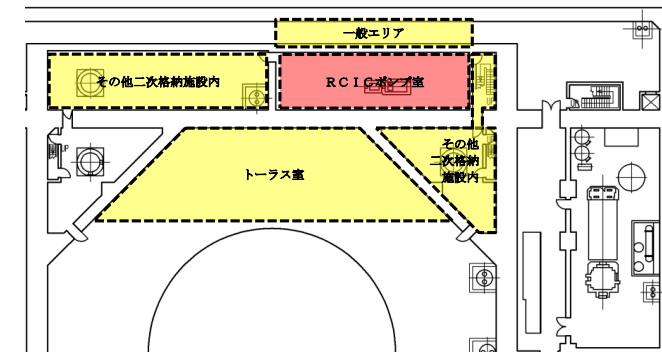 一般エリア
その他二次格納施設内
ＲＣＩＣポンプ室
その他
二次格納
施設内
トーラス室